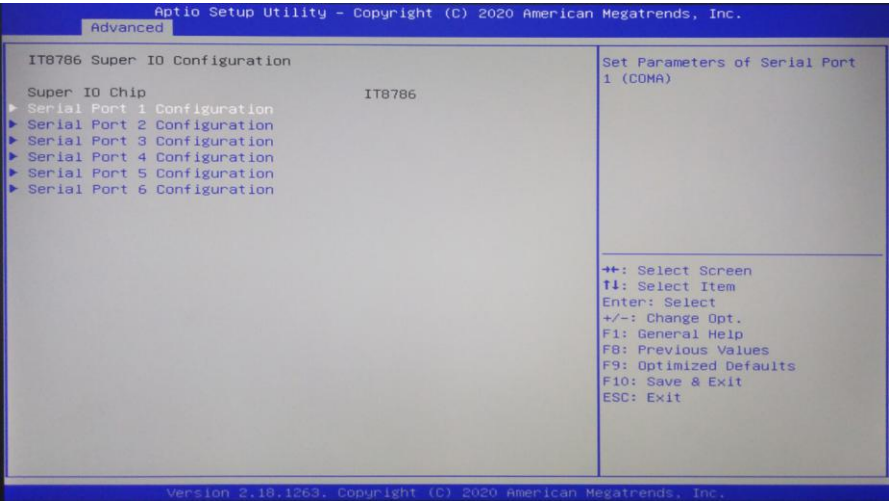 Aptio Setup Utility – Copyright (C) 2020 American Megatrends, Inc.
Advanced
IT8786 Super IO Configuration
Super IO Chip IT8786
Serial Port 1 Configuration
Serial Port 2 Configuration
Serial Port 3 Configuration
Serial Port 4 Configuration
Serial Port 5 Configuration
Serial Port 6 Configuration
Set Parameters of Serial Port
1 (COMA)
→←: Select Screen
↑↓: Select Item
Enter: Select
+/-: Change Opt.
F1: General Help
F8: Previous Values
F9: Optimized Defaults
F10: Save & Exit
ESC: Exit
Version 2.18.1263. Copyright (C) 2020 American Megatrends, Inc.